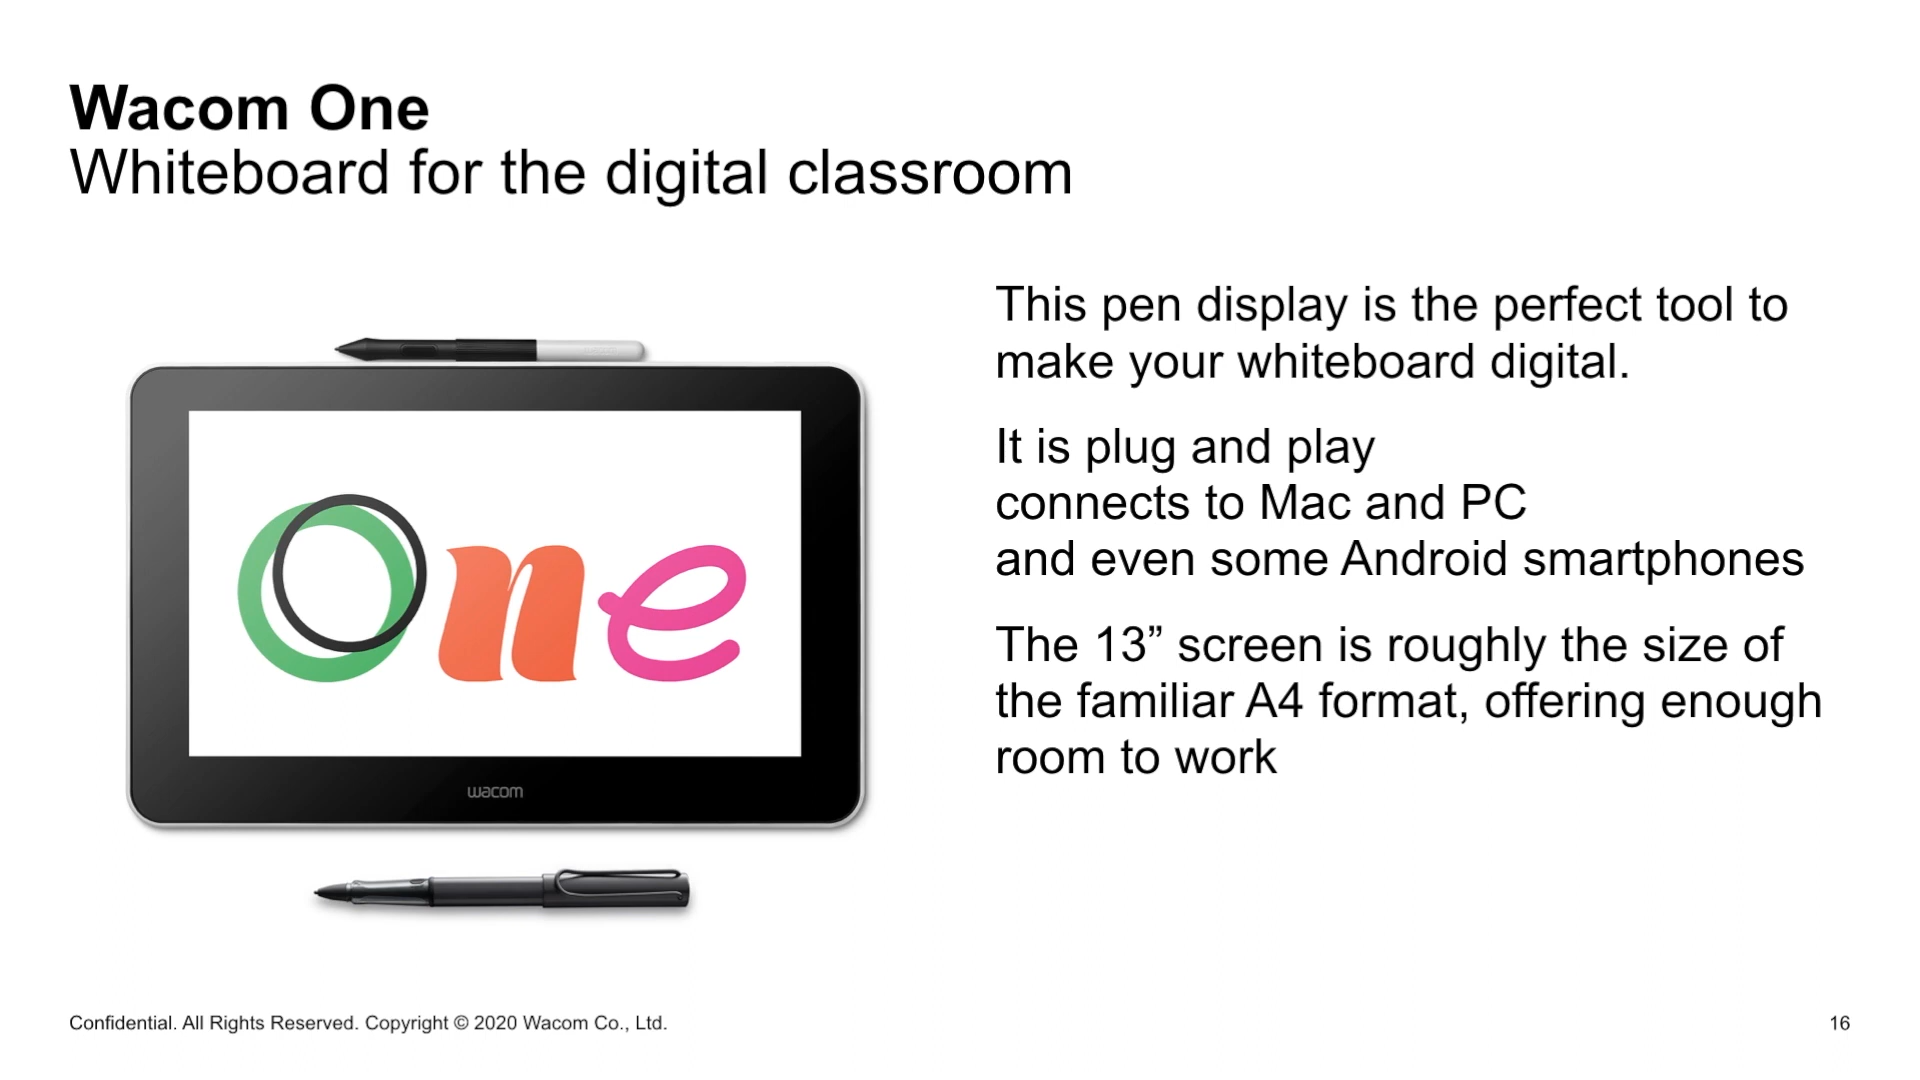 Wacom One
Whiteboard for the digital classroom
This pen display is the perfect tool to
make your whiteboard digital.
It is plug and play
connects to Mac and PC
and even some Android smartphones
The 13” screen is roughly the size of
the familiar A4 format, offering enough
room to work
One
wacom
Confidential. All Rights Reserved. Copyright © 2020 Wacom Co., Ltd.
16